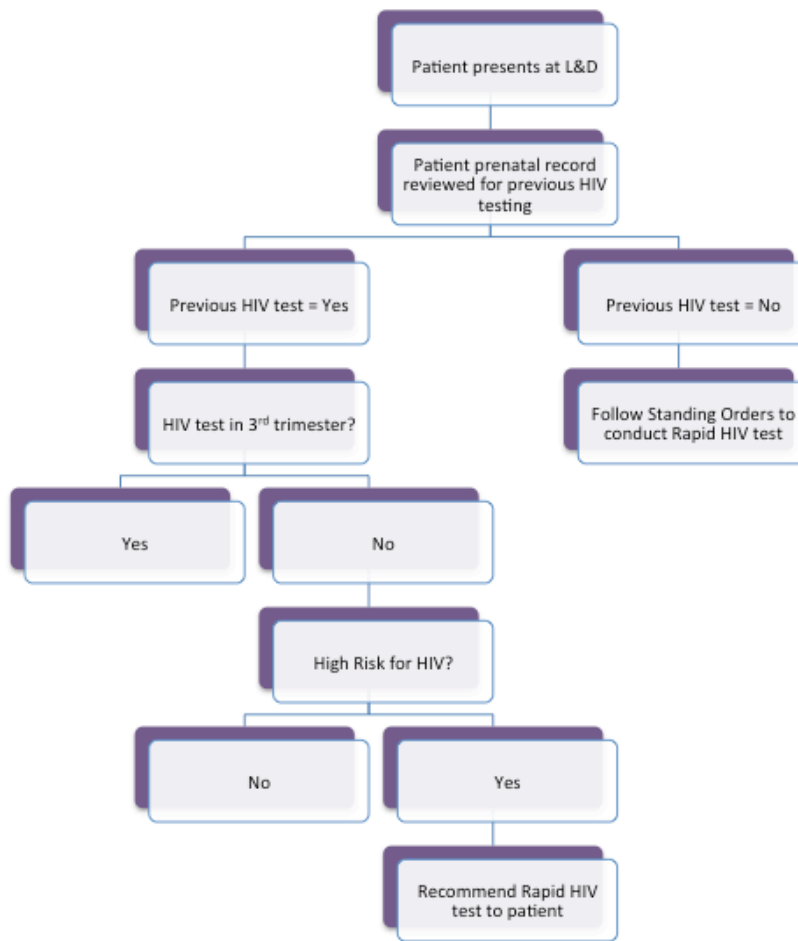 Patient presents at L&D
Patient prenatal record
reviewed for previous HIV
testing
Previous HIV test = Yes
Previous HIV test = No
HIV test in 3rd trimester?
Follow Standing Orders to
conduct Rapid HIV test
Yes
No
High Risk for HIV?
No
Yes
Recommend Rapid HIV
test to patient